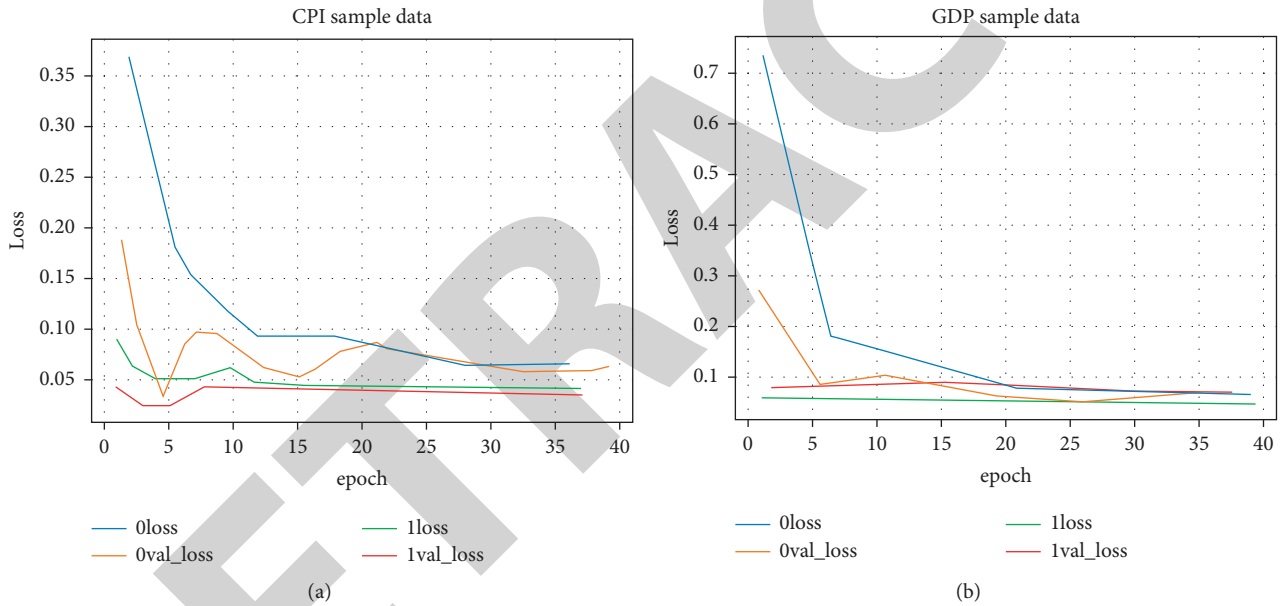 CPI sample data
0.35
0.30
0.25
0.20
0.15
0.10
0.05
Loss
0 5 10 15 20 25 30 35 40
epoch
0loss
0val_loss
1loss
1val_loss
(a)
GDP sample data
0.7
0.6
0.5
0.4
0.3
0.2
0.1
Loss
0 5 10 15 20 25 30 35 40
epoch
0loss
0val_loss
1loss
1val_loss
(b)
ETRAC